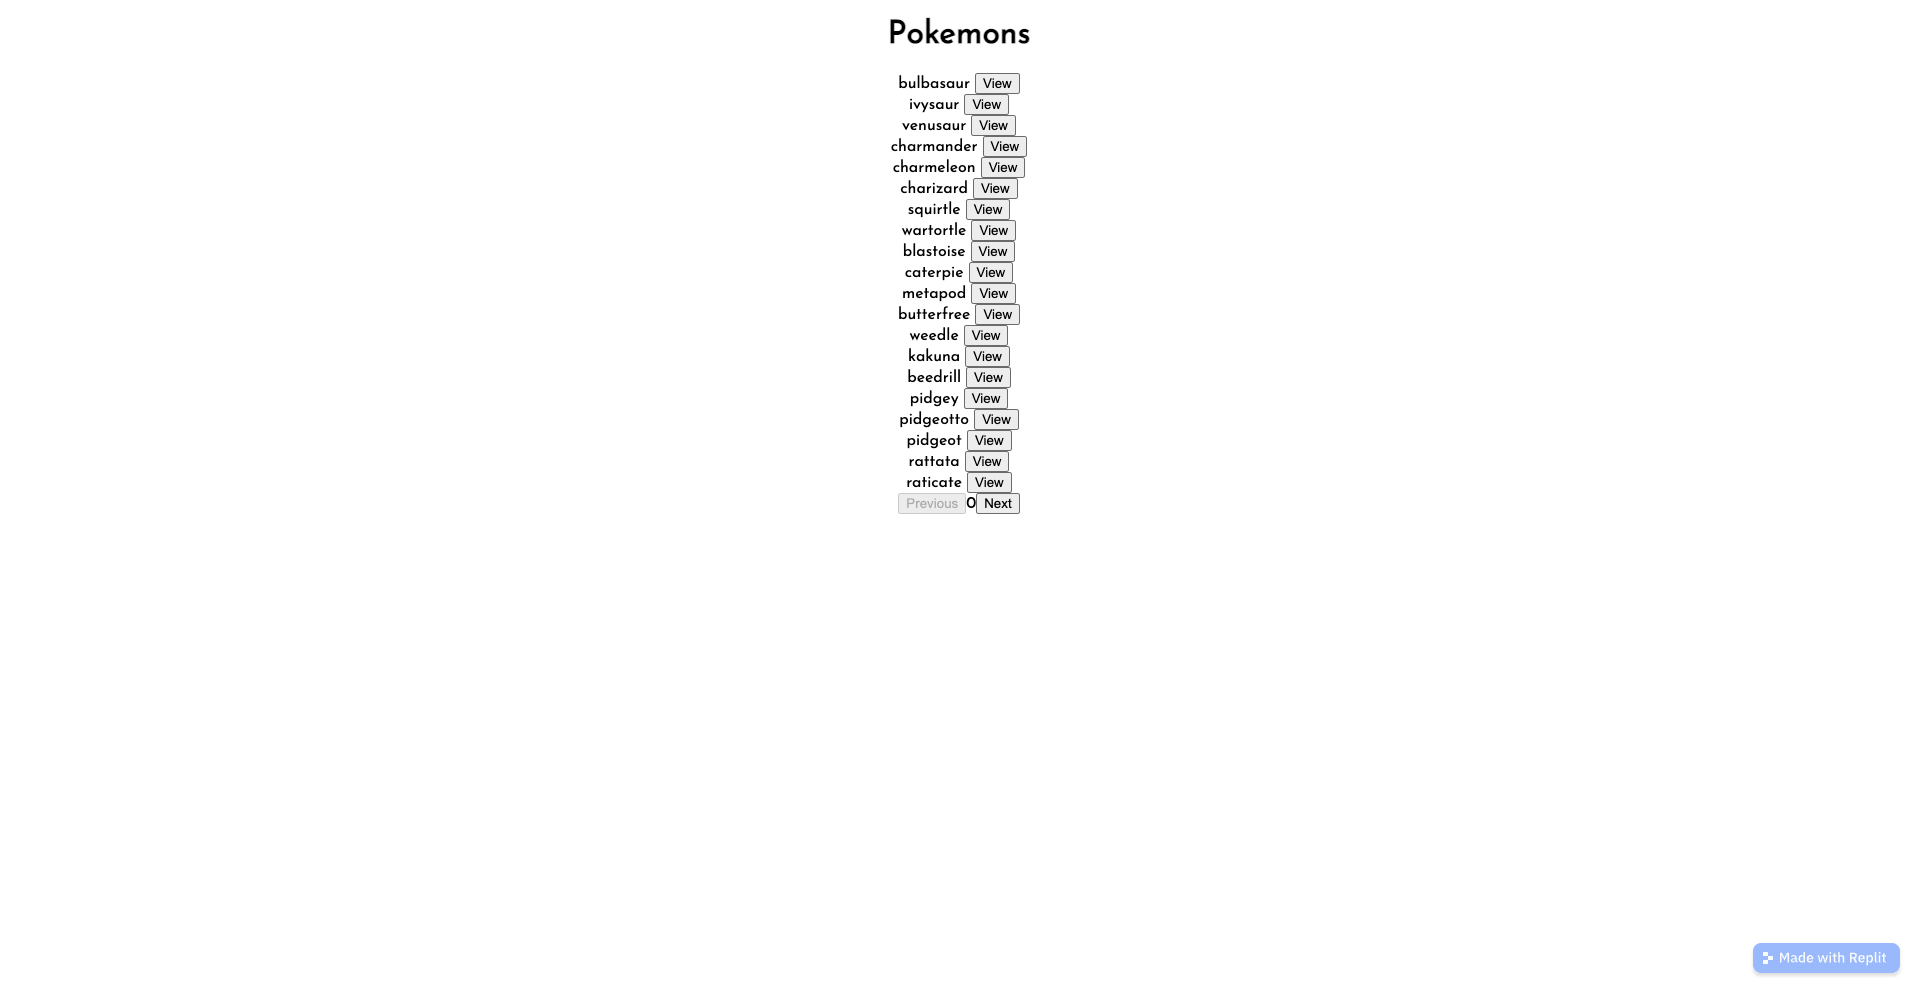 Pokemons
bulbasaur View
ivysaur View
venusaur View
charmander View
charmeleon View
charizard View
squirtle View
wartortle View
blastoise View
caterpie View
metapod View
butterfree View
weedle View
kakuna View
beedrill View
pidgey View
pidgeotto View
pidgeot View
rattata View
raticate View
Previous 0 Next
Made with Replit